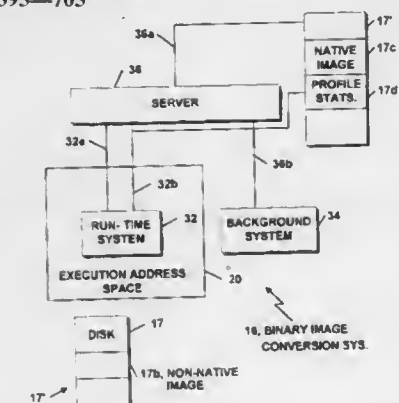 36a
17'
NATIVE IMAGE
17c
36
PROFILE STATS.
17d
SERVER
32a
32b
36b
RUN-TIME SYSTEM
32
BACKGROUND SYSTEM
34
EXECUTION ADDRESS SPACE
20
16, BINARY IMAGE
CONVERSION SYS.
DISK
17
17b, NON-NATIVE
IMAGE
17'